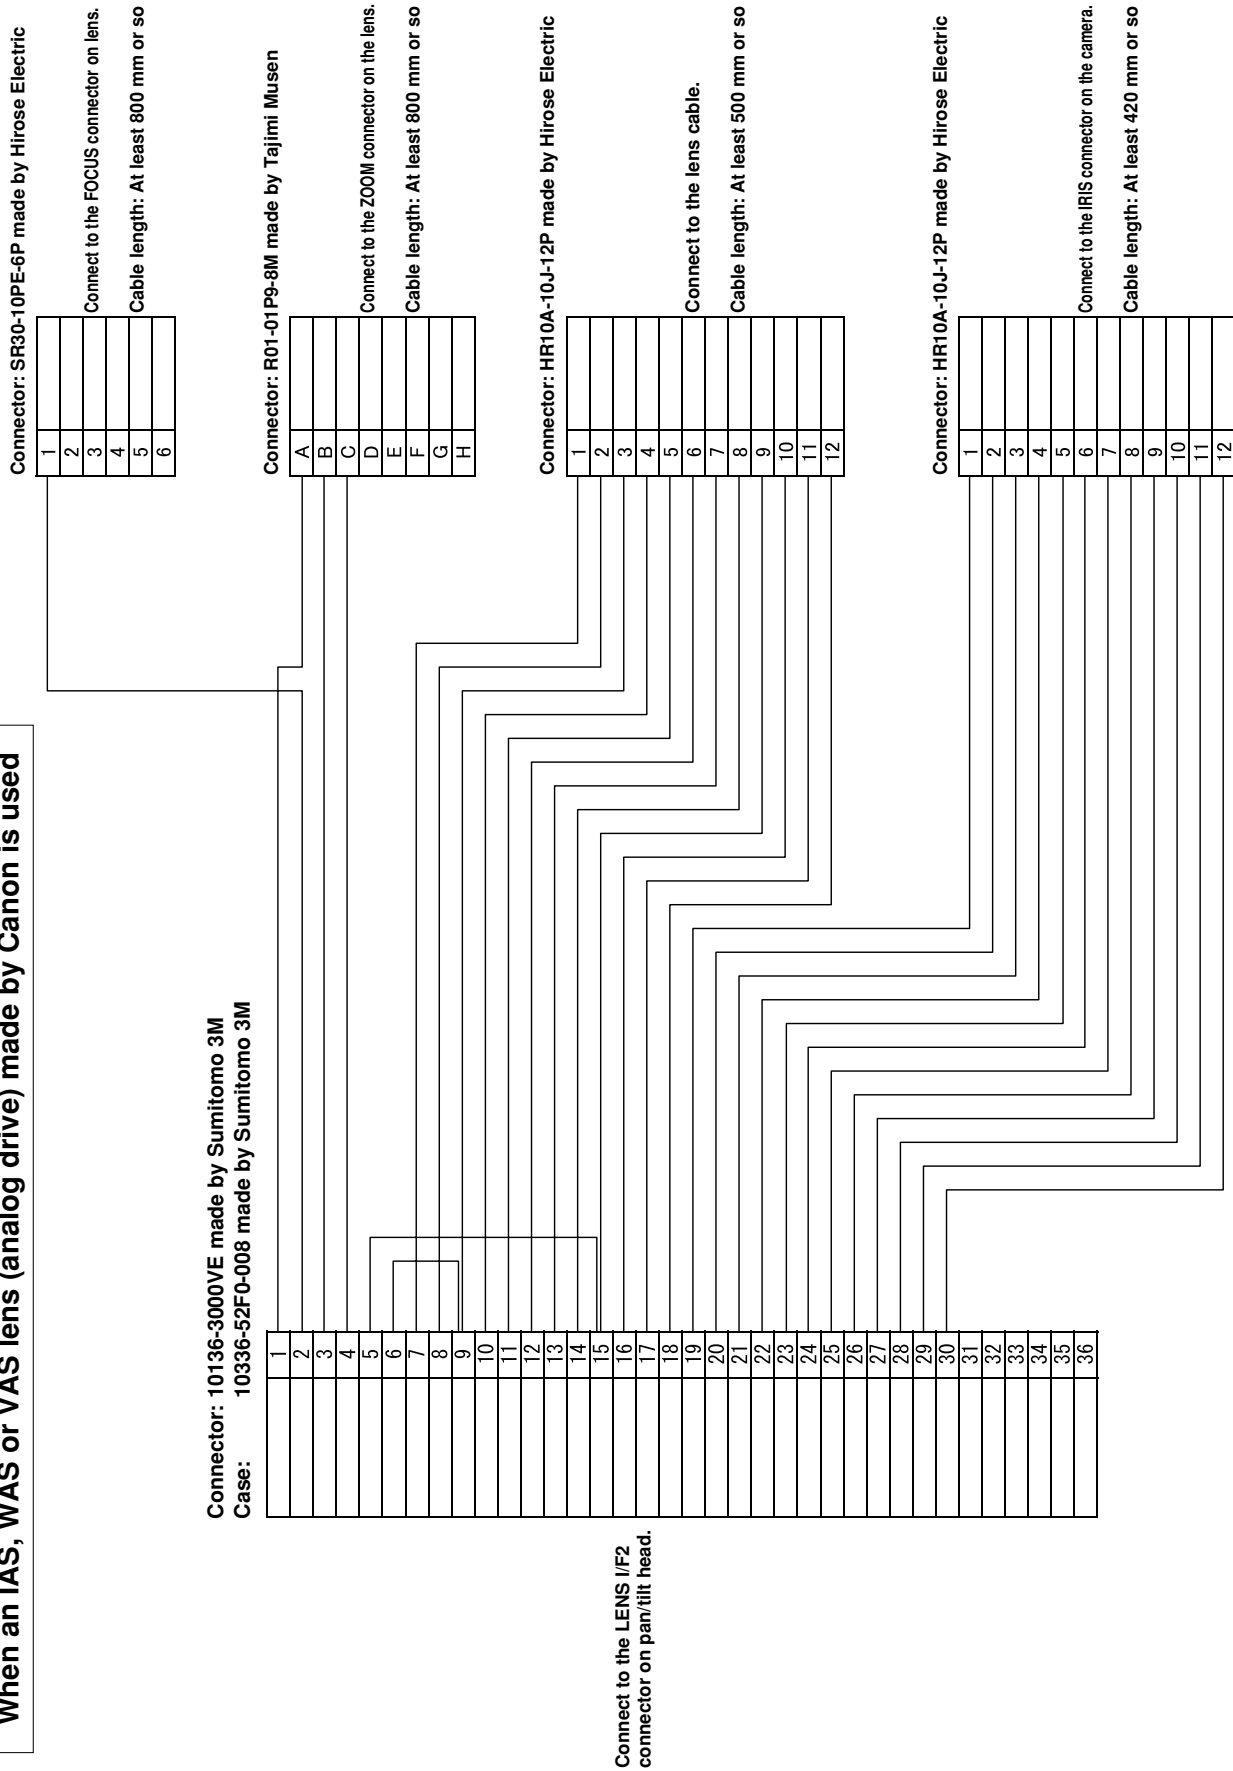 When an IAS, WAS or VAS lens (analog drive) made by Canon is used
Connector: 10136-3000VE made by Sumitomo 3M
Case: 10336-52F0-008 made by Sumitomo 3M
1
2
3
4
5
6
7
8
9
10
11
12
13
14
15
16
17
18
19
20
21
22
23
24
25
26
27
28
29
30
31
32
33
34
35
36
Connect to the LENS I/F2
connector on pan/tilt head.
Connector: SR30-10PE-6P made by Hirose Electric
1
2
3
4
5
6
Connect to the FOCUS connector on lens.
Cable length: At least 800 mm or so
Connector: R01-01P9-8M made by Tajimi Musen
A
B
C
D
E
F
G
H
Connect to the ZOOM connector on the lens.
Cable length: At least 800 mm or so
Connector: HR10A-10J-12P made by Hirose Electric
1
2
3
4
5
6
7
8
9
10
11
12
Connect to the lens cable.
Cable length: At least 500 mm or so
Connector: HR10A-10J-12P made by Hirose Electric
1
2
3
4
5
6
7
8
9
10
11
12
Connect to the IRIS connector on the camera.
Cable length: At least 420 mm or so